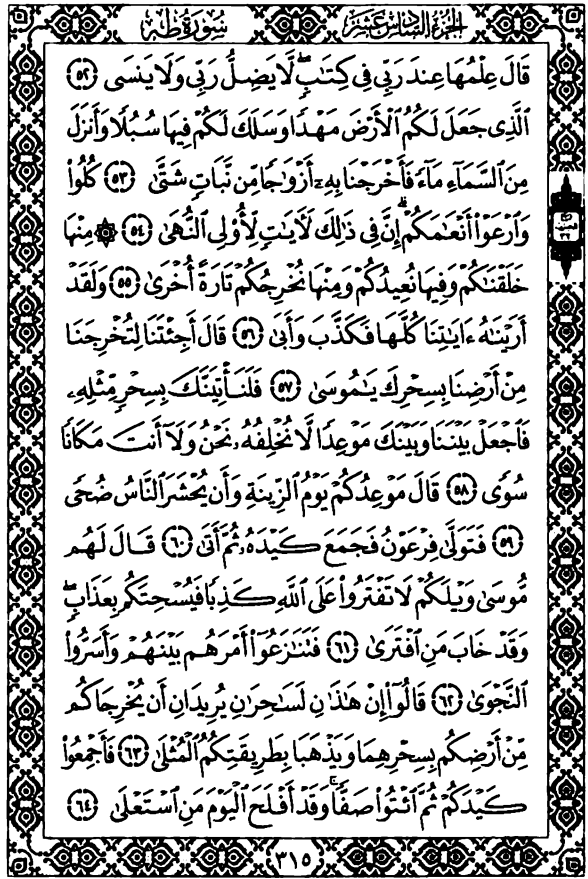 الجزء السادس عشر سورة طه
قَالَ عِلْمُهَا عِندَ رَبِّي فِي كِتَٰبٍۖ لَّا يَضِلُّ رَبِّي وَلَا يَنسَى ٥٢
ٱلَّذِي جَعَلَ لَكُمُ ٱلْأَرْضَ مَهْدًا وَسَلَكَ لَكُمْ فِيهَا سُبُلًا وَأَنزَلَ
مِنَ ٱلسَّمَآءِ مَآءً فَأَخْرَجْنَا بِهِۦٓ أَزْوَٰجًا مِّن نَّبَاتٍ شَتَّىٰ ٥٣ كُلُوا۟
وَٱرْعَوْا۟ أَنْعَٰمَكُمْۗ إِنَّ فِي ذَٰلِكَ لَءَايَٰتٍ لِّأُو۟لِي ٱلنُّهَىٰ ٥٤ ۞ مِنْهَا
خَلَقْنَٰكُمْ وَفِيهَا نُعِيدُكُمْ وَمِنْهَا نُخْرِجُكُمْ تَارَةً أُخْرَىٰ ٥٥ وَلَقَدْ
أَرَيْنَٰهُ ءَايَٰتِنَا كُلَّهَا فَكَذَّبَ وَأَبَىٰ ٥٦ قَالَ أَجِئْتَنَا لِتُخْرِجَنَا
مِنْ أَرْضِنَا بِسِحْرِكَ يَٰمُوسَىٰ ٥٧ فَلَنَأْتِيَنَّكَ بِسِحْرٍ مِّثْلِهِۦ
فَٱجْعَلْ بَيْنَنَا وَبَيْنَكَ مَوْعِدًا لَّا نُخْلِفُهُۥ نَحْنُ وَلَآ أَنتَ مَكَانًا
سُوًى ٥٨ قَالَ مَوْعِدُكُمْ يَوْمُ ٱلزِّينَةِ وَأَن يُحْشَرَ ٱلنَّاسُ ضُحًى
٥٩ فَتَوَلَّىٰ فِرْعَوْنُ فَجَمَعَ كَيْدَهُۥ ثُمَّ أَتَىٰ ٦٠ قَالَ لَهُم
مُّوسَىٰ وَيْلَكُمْ لَا تَفْتَرُوا۟ عَلَى ٱللَّهِ كَذِبًا فَيُسْحِتَكُم بِعَذَابٍۖ
وَقَدْ خَابَ مَنِ ٱفْتَرَىٰ ٦١ فَتَنَٰزَعُوٓا۟ أَمْرَهُم بَيْنَهُمْ وَأَسَرُّوا۟
ٱلنَّجْوَىٰ ٦٢ قَالُوٓا۟ إِنْ هَٰذَٰنِ لَسَٰحِرَٰنِ يُرِيدَانِ أَن يُخْرِجَاكُم
مِّنْ أَرْضِكُم بِسِحْرِهِمَا وَيَذْهَبَا بِطَرِيقَتِكُمُ ٱلْمُثْلَىٰ ٦٣ فَأَجْمِعُوا۟
كَيْدَكُمْ ثُمَّ ٱئْتُوا۟ صَفًّاۚ وَقَدْ أَفْلَحَ ٱلْيَوْمَ مَنِ ٱسْتَعْلَىٰ ٦٤
٣١٥